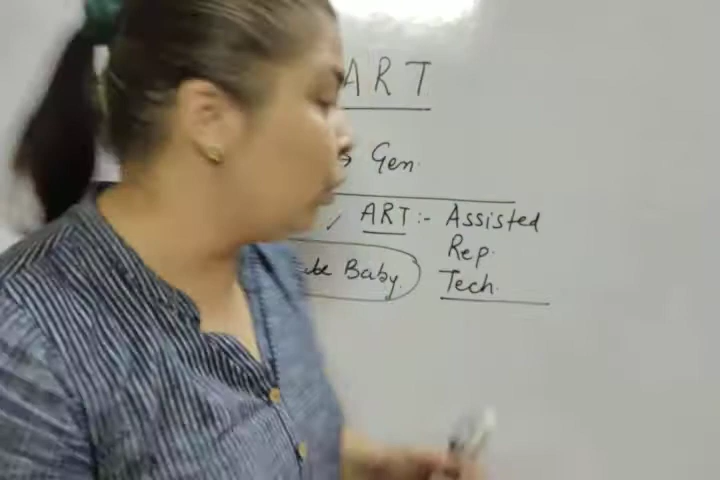 ART
Gen.
ART :- Assisted
Rep.
Baby.
Tech.